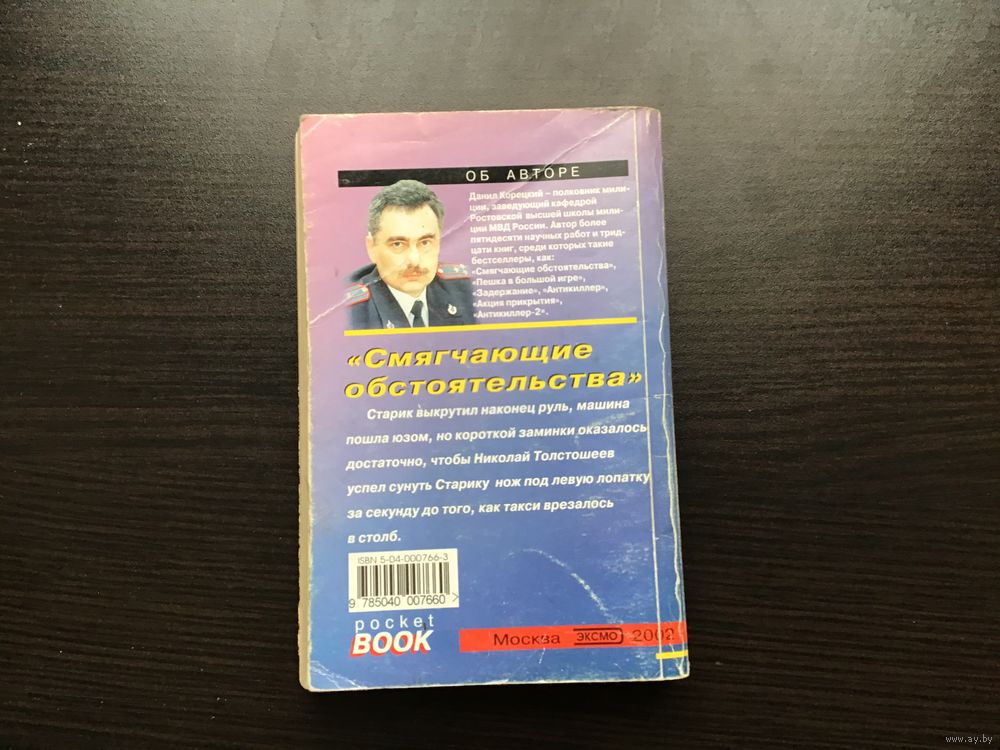 ОБ АВТОРЕ
Данил Корецкий – полковник мили-
ции, заведующий кафедрой
Ростовской высшей школы мили-
ции МВД России. Автор более
пятидесяти научных работ и трид-
цати книг, среди которых такие
бестселлеры, как:
«Смягчающие обстоятельства»,
«Пешка в большой игре»,
«Задержание», «Антикиллер»,
«Акция прикрытия»,
«Антикиллер-2».
«Смягчающие
обстоятельства»
Старик выкрутил наконец руль, машина
пошла юзом, но короткой заминки оказалось
достаточно, чтобы Николай Толстошеев
успел сунуть Старику нож под левую лопатку
за секунду до того, как такси врезалось
в столб.
ISBN 5-04-000766-3
9 785040 007660 >
pocket
BOOK
Москва ЭКСМО 2002
www.ay.by